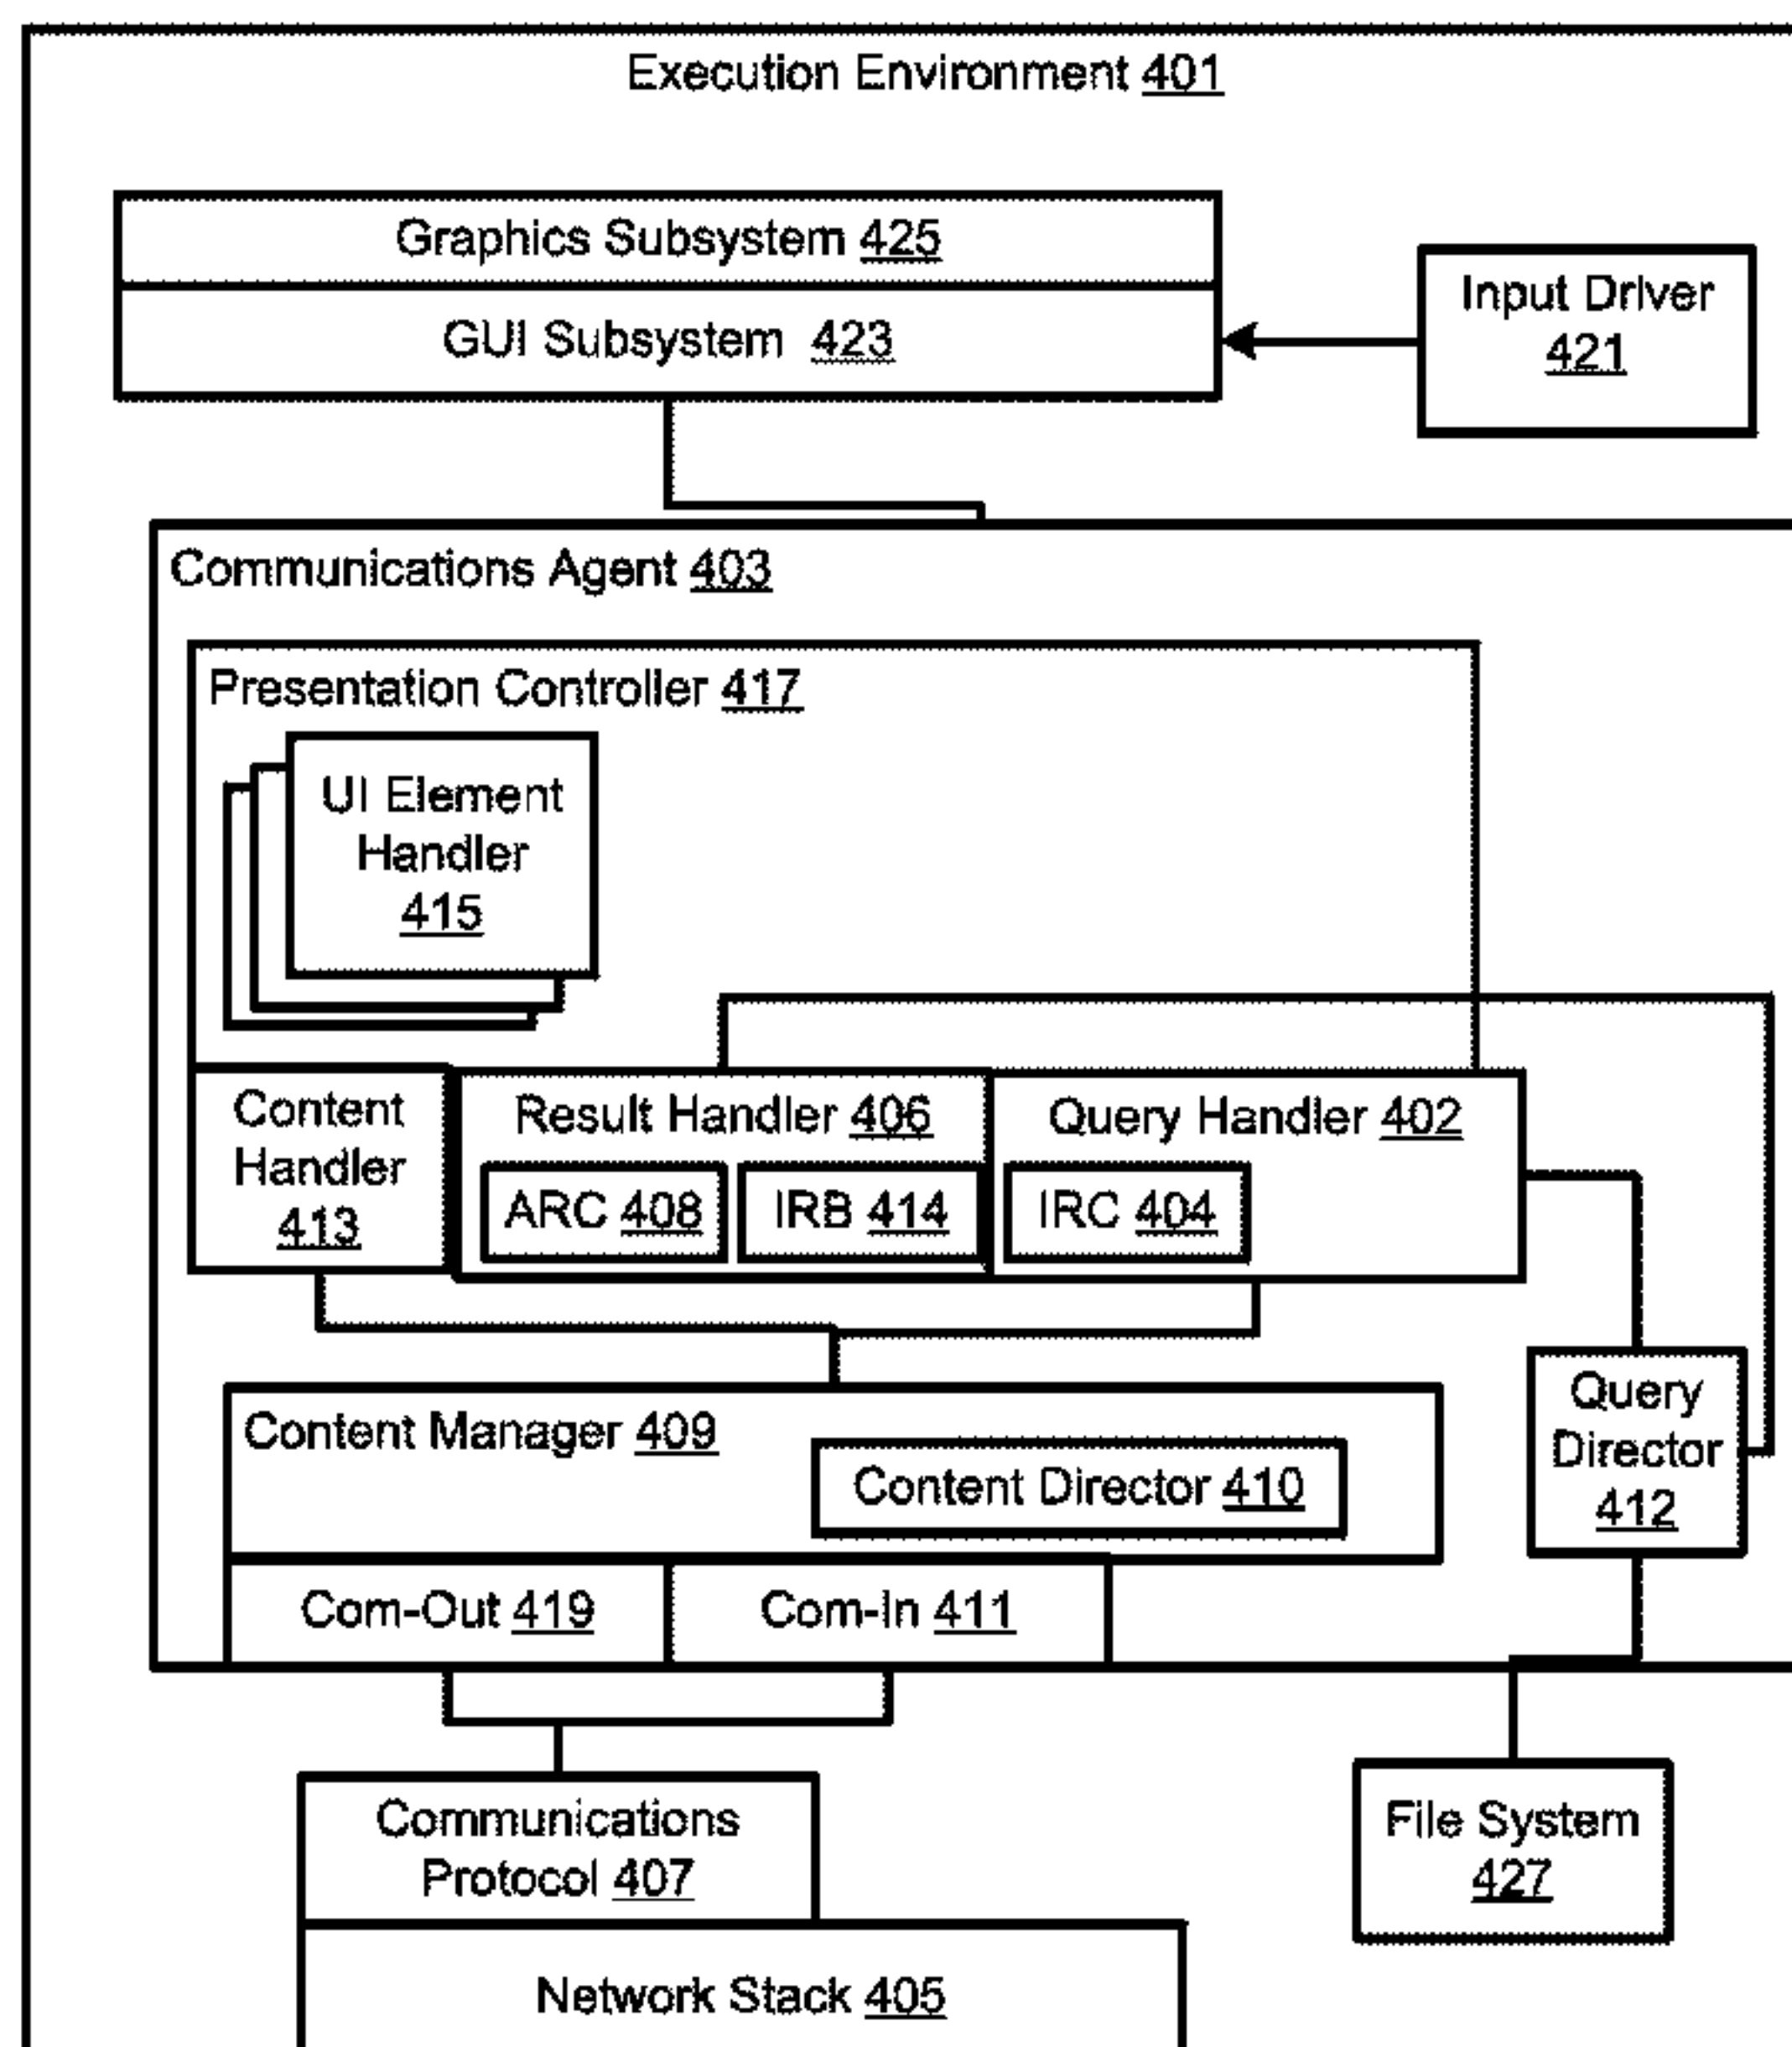 Execution Environment 401
Graphics Subsystem 425
GUI Subsystem 423
Input Driver
421
Communications Agent 403
Presentation Controller 417
UI Element
Handler
415
Content
Handler
413
Result Handler 406
ARC 408
IRB 414
Query Handler 402
IRC 404
Content Manager 409
Content Director 410
Query
Director
412
Com-Out 419
Com-In 411
Communications
Protocol 407
File System
427
Network Stack 405